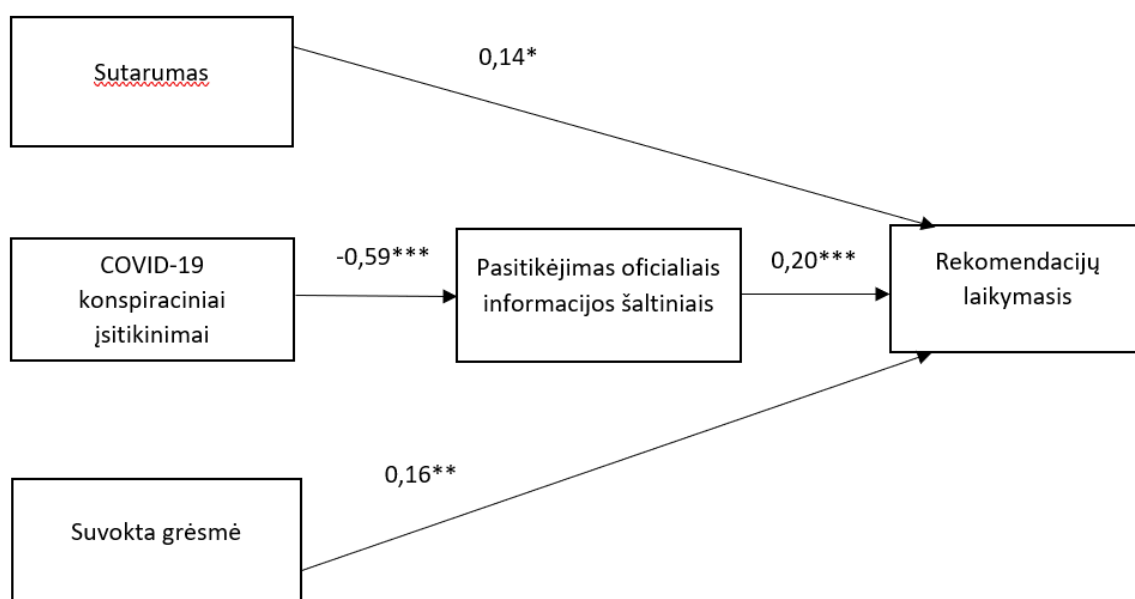 Sutarumas
0,14*
COVID-19
konspiraciniai
įsitikinimai
-0,59***
Pasitikėjimas oficialiais
informacijos šaltiniais
0,20***
Rekomendacijų
laikymasis
0,16**
Suvokta grėsmė